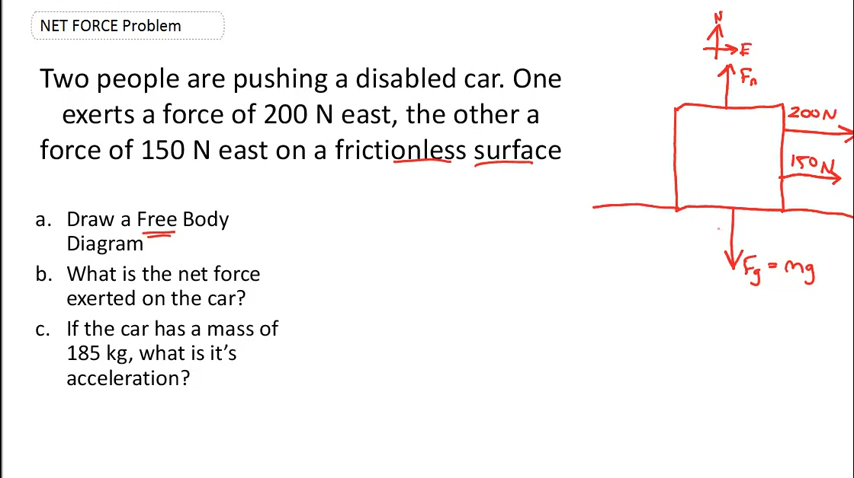 NET FORCE Problem
Two people are pushing a disabled car. One
exerts a force of 200 N east, the other a
force of 150 N east on a frictionless surface
a. Draw a Free Body
Diagram
b. What is the net force
exerted on the car?
c. If the car has a mass of
185 kg, what is it’s
acceleration?
N
E
Fn
200N
150N
Fg = mg